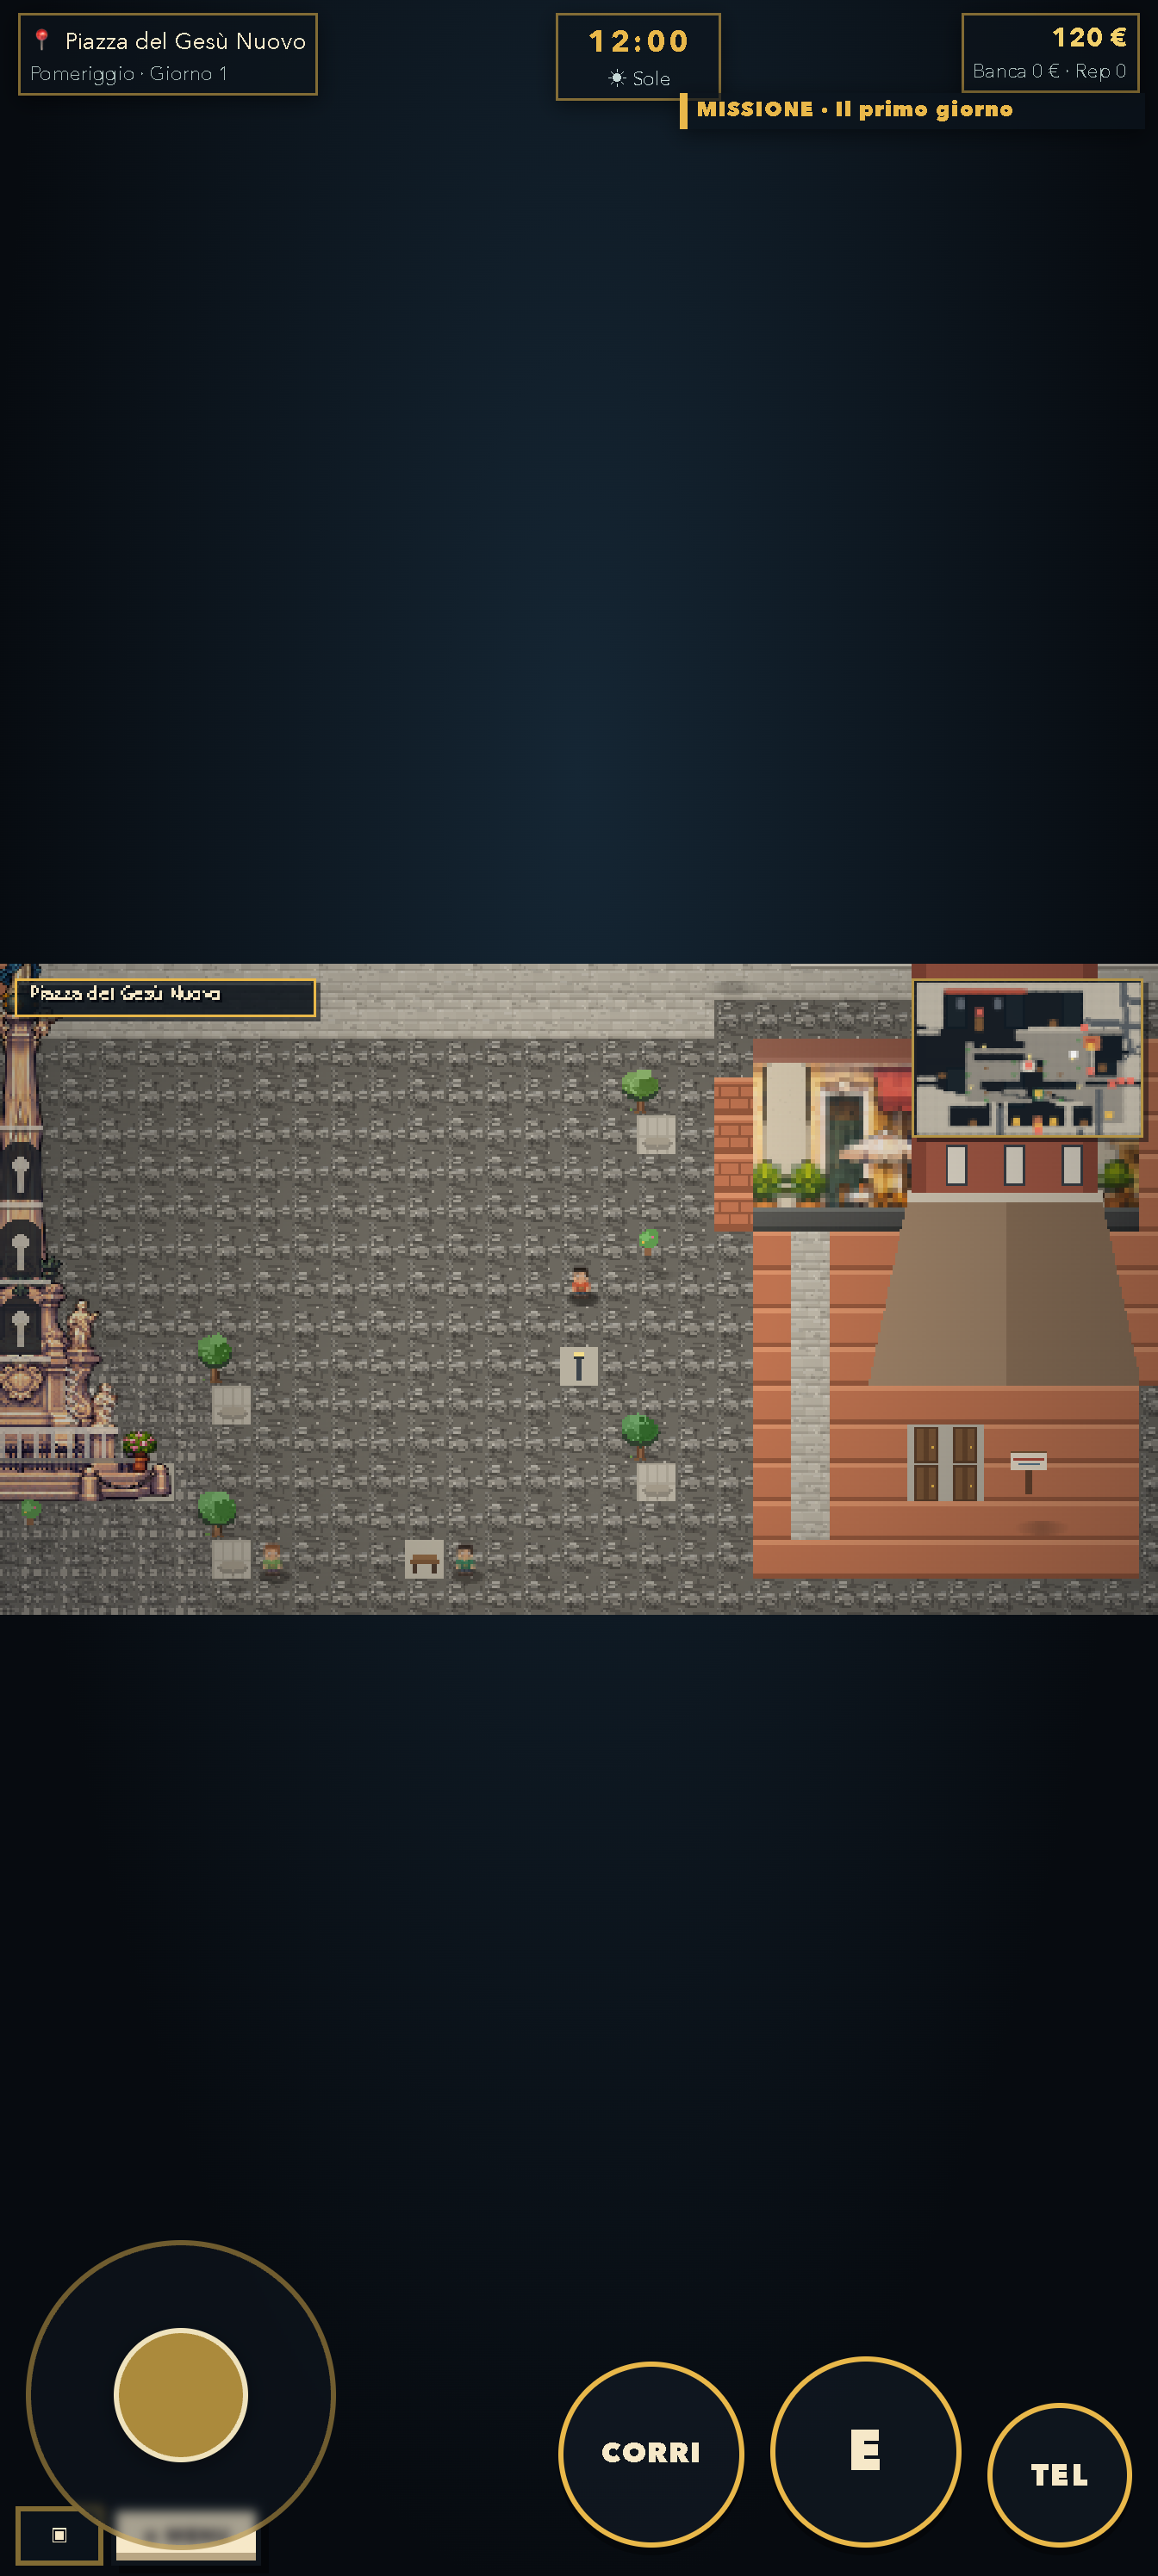 Piazza del Gesù Nuovo
Pomeriggio · Giorno 1
12:00
Sole
120 €
Banca 0 € · Rep 0
MISSIONE · Il primo giorno
Piazza del Gesù Nuovo
CORRI
E
TEL